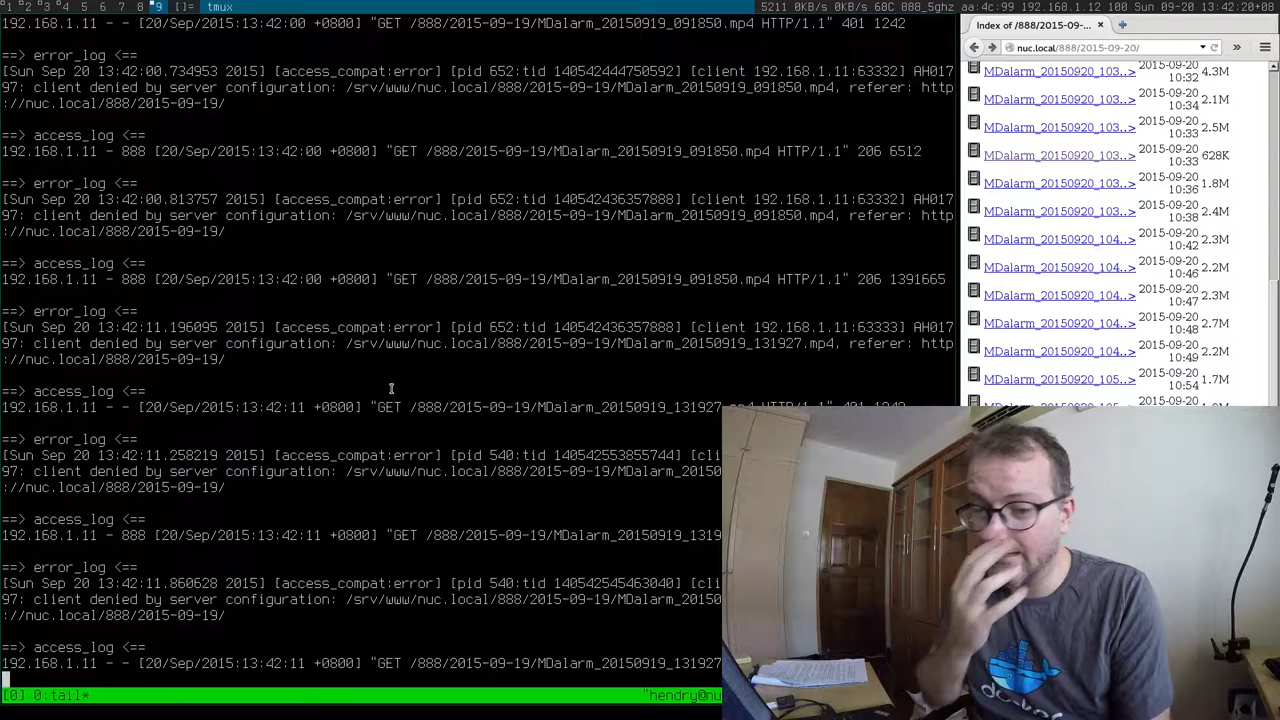 1 2 3 4 5 6 7 8 9 []= tmux 5211 0KB/s 0KB/s 68C 888_5ghz aa:4c:99 192.168.1.12 100 Sun Sep 20 13:42:20+08
192.168.1.11 - - [20/Sep/2015:13:42:00 +0800] "GET /888/2015-09-19/MDalarm_20150919_091850.mp4 HTTP/1.1" 401 1242
==> error_log <==
[Sun Sep 20 13:42:00.734953 2015] [access_compat:error] [pid 652:tid 140542444750592] [client 192.168.1.11:63332] AH017
97: client denied by server configuration: /srv/www/nuc.local/888/2015-09-19/MDalarm_20150919_091850.mp4, referer: http
://nuc.local/888/2015-09-19/
==> access_log <==
192.168.1.11 - 888 [20/Sep/2015:13:42:00 +0800] "GET /888/2015-09-19/MDalarm_20150919_091850.mp4 HTTP/1.1" 206 6512
==> error_log <==
[Sun Sep 20 13:42:00.813757 2015] [access_compat:error] [pid 652:tid 140542436357888] [client 192.168.1.11:63332] AH017
97: client denied by server configuration: /srv/www/nuc.local/888/2015-09-19/MDalarm_20150919_091850.mp4, referer: http
://nuc.local/888/2015-09-19/
==> access_log <==
192.168.1.11 - 888 [20/Sep/2015:13:42:00 +0800] "GET /888/2015-09-19/MDalarm_20150919_091850.mp4 HTTP/1.1" 206 1391665
==> error_log <==
[Sun Sep 20 13:42:11.196095 2015] [access_compat:error] [pid 652:tid 140542436357888] [client 192.168.1.11:63333] AH017
97: client denied by server configuration: /srv/www/nuc.local/888/2015-09-19/MDalarm_20150919_131927.mp4, referer: http
://nuc.local/888/2015-09-19/
==> access_log <==
192.168.1.11 - - [20/Sep/2015:13:42:11 +0800] "GET /888/2015-09-19/MDalarm_20150919_131927.mp4 HTTP/1.1" 401 1242
==> error_log <==
[Sun Sep 20 13:42:11.258219 2015] [access_compat:error] [pid 540:tid 140542553855744] [cli
97: client denied by server configuration: /srv/www/nuc.local/888/2015-09-19/MDalarm_20150
://nuc.local/888/2015-09-19/
==> access_log <==
192.168.1.11 - 888 [20/Sep/2015:13:42:11 +0800] "GET /888/2015-09-19/MDalarm_20150919_1319
==> error_log <==
[Sun Sep 20 13:42:11.860628 2015] [access_compat:error] [pid 540:tid 140542545463040] [cli
97: client denied by server configuration: /srv/www/nuc.local/888/2015-09-19/MDalarm_20150
://nuc.local/888/2015-09-19/
==> access_log <==
192.168.1.11 - - [20/Sep/2015:13:42:11 +0800] "GET /888/2015-09-19/MDalarm_20150919_131927
[0] 0:tail* "hendry@nu
Index of /888/2015-09-...
nuc.local/888/2015-09-20/
MDalarm_20150920_103..> 2015-09-20 10:32 4.3M
MDalarm_20150920_103..> 2015-09-20 10:34 2.1M
MDalarm_20150920_103..> 2015-09-20 10:33 2.5M
MDalarm_20150920_103..> 2015-09-20 10:33 628K
MDalarm_20150920_103..> 2015-09-20 10:36 1.8M
MDalarm_20150920_103..> 2015-09-20 10:38 2.4M
MDalarm_20150920_104..> 2015-09-20 10:42 2.3M
MDalarm_20150920_104..> 2015-09-20 10:46 2.2M
MDalarm_20150920_104..> 2015-09-20 10:47 2.3M
MDalarm_20150920_104..> 2015-09-20 10:48 2.7M
MDalarm_20150920_104..> 2015-09-20 10:49 2.2M
MDalarm_20150920_105..> 2015-09-20 10:54 1.7M